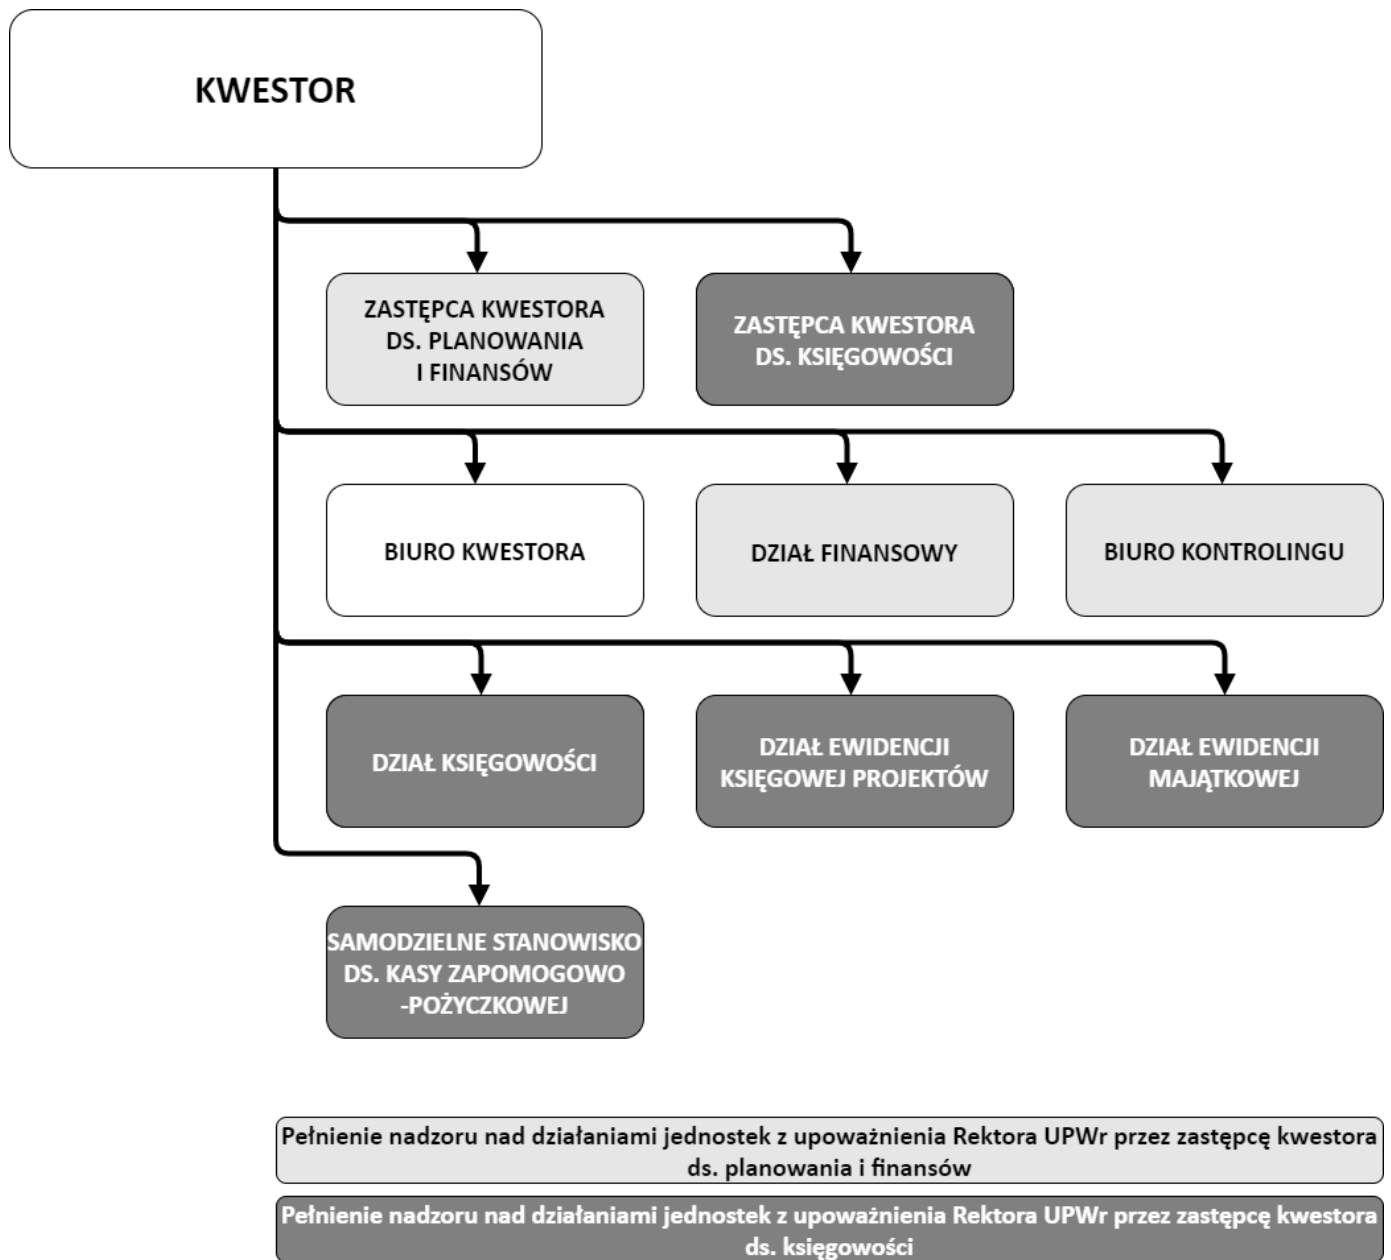 KWESTOR
ZASTĘPCA KWESTORA
DS. PLANOWANIA
I FINANSÓW
ZASTĘPCA KWESTORA
DS. KSIĘGOWOŚCI
BIURO KWESTORA
DZIAŁ FINANSOWY
BIURO KONTROLINGU
DZIAŁ KSIĘGOWOŚCI
DZIAŁ EWIDENCJI
KSIĘGOWEJ PROJEKTÓW
DZIAŁ EWIDENCJI
MAJĄTKOWEJ
SAMODZIELNE STANOWISKO
DS. KASY ZAPOMOGOWO
-POŻYCZKOWEJ
Pełnienie nadzoru nad działaniami jednostek z upoważnienia Rektora UPWr przez zastępcę kwestora
ds. planowania i finansów
Pełnienie nadzoru nad działaniami jednostek z upoważnienia Rektora UPWr przez zastępcę kwestora
ds. księgowości